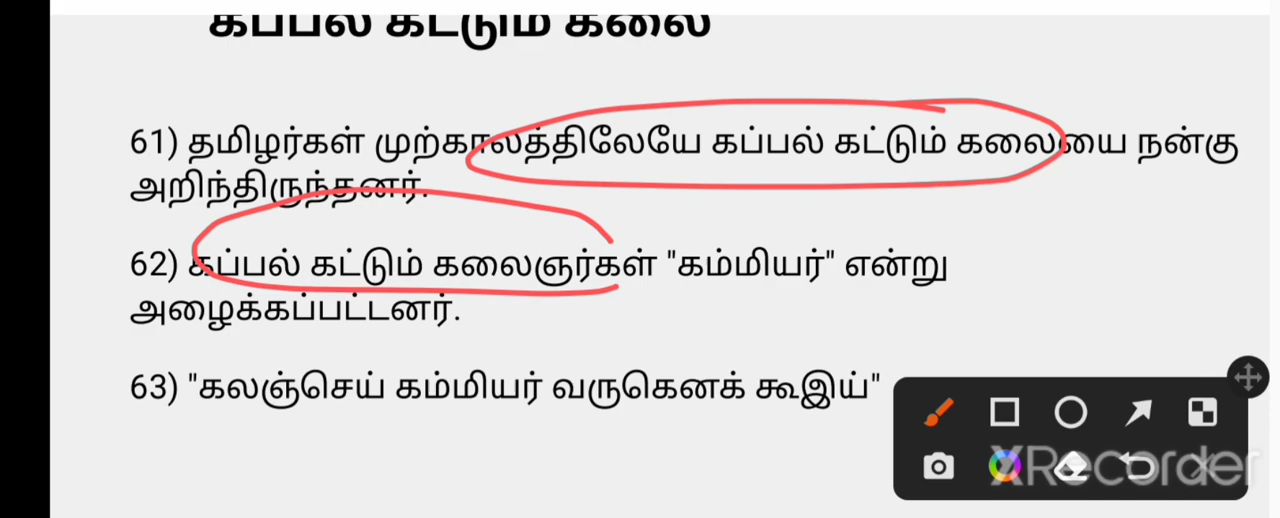 கப்பல் கட்டும் கலை
61) தமிழர்கள் முற்காலத்திலேயே கப்பல் கட்டும் கலையை நன்கு
அறிந்திருந்தனர்.
62) கப்பல் கட்டும் கலைஞர்கள் "கம்மியர்" என்று
அழைக்கப்பட்டனர்.
63) "கலஞ்செய் கம்மியர் வருகெனக் கூஇய்"
XRecorder